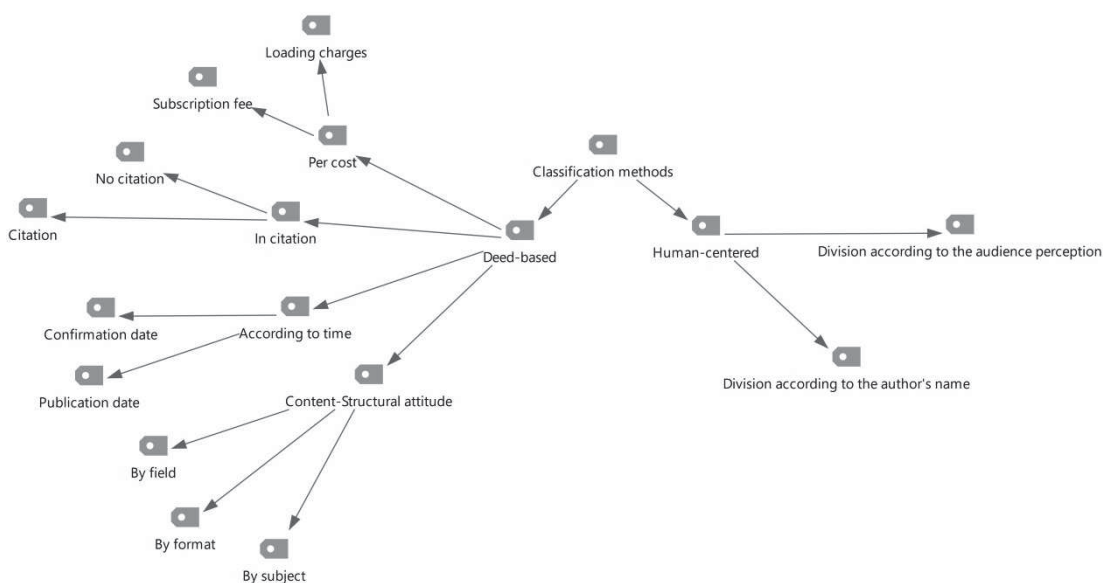 Loading charges
Subscription fee
Per cost
Classification methods
No citation
Citation
In citation
Deed-based
Human-centered
Division according to the audience perception
Confirmation date
According to time
Division according to the author's name
Publication date
Content-Structural attitude
By field
By format
By subject